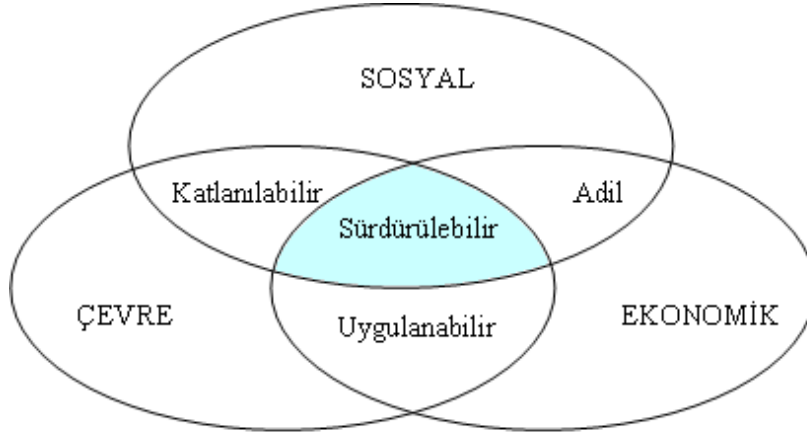 SOSYAL
Katlanılabilir
Adil
Sürdürülebilir
ÇEVRE
Uygulanabilir
EKONOMİK